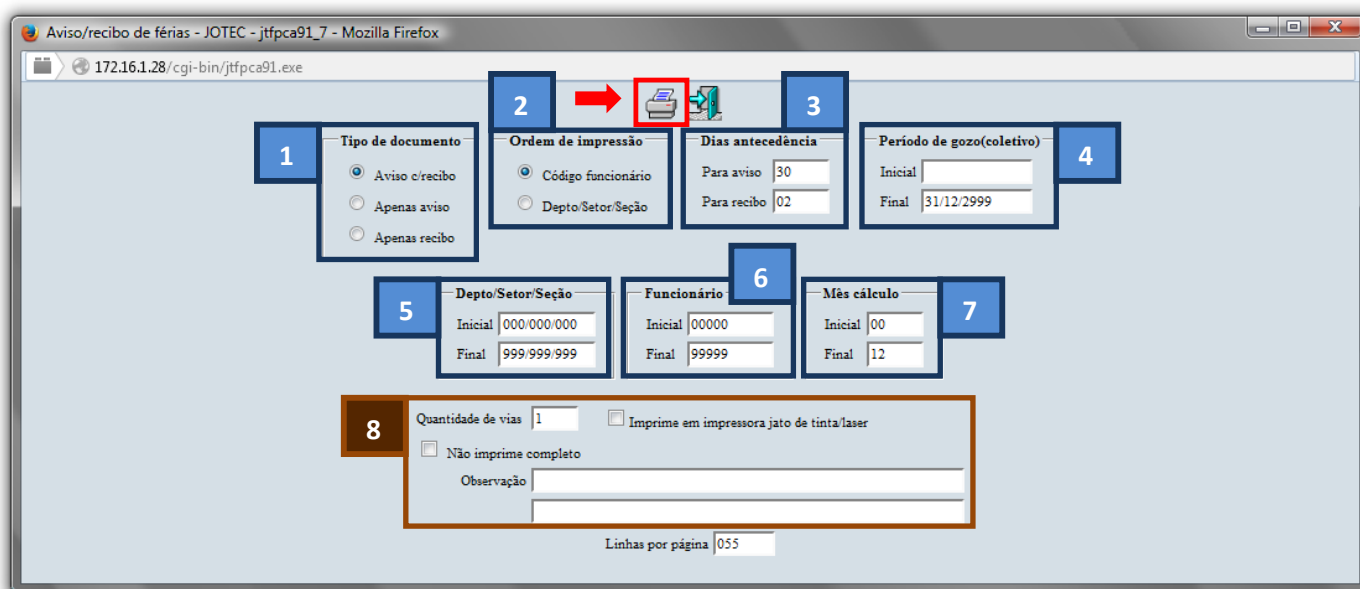 Aviso/recibo de férias - JOTEC - jtfpca91_7 - Mozilla Firefox
172.16.1.28/cgi-bin/jtfpca91.exe
2 3
1 4
Tipo de documento Ordem de impressão Dias antecedência Período de gozo(coletivo)
Aviso c/recibo Código funcionário Para aviso 30 Inicial
Apenas aviso Depto/Setor/Seção Para recibo 02 Final 31/12/2999
Apenas recibo
6
5 7
Depto/Setor/Seção Funcionário Mês cálculo
Inicial 000/000/000 Inicial 00000 Inicial 00
Final 999/999/999 Final 99999 Final 12
8
Quantidade de vias 1 Imprime em impressora jato de tinta/laser
Não imprime completo
Observação
Linhas por página 055